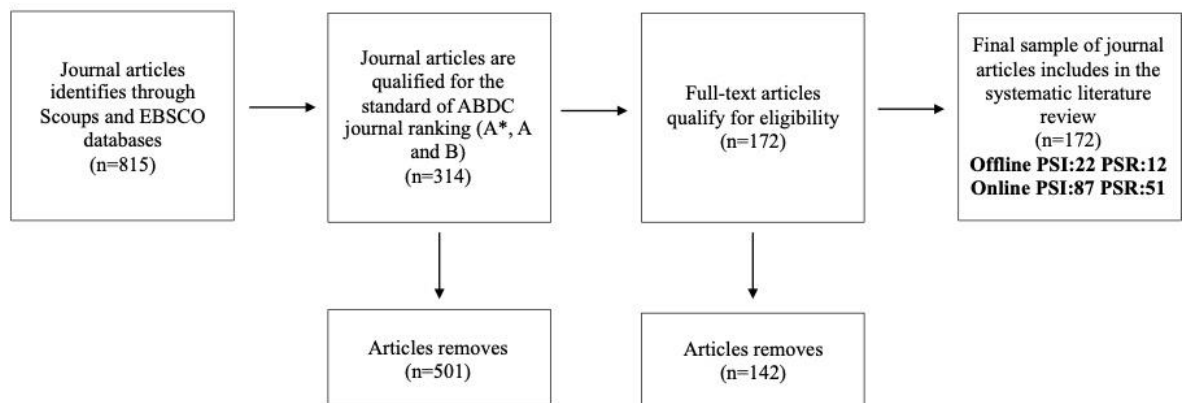 Journal articles
identifies through
Scoups and EBSCO
databases
(n=815)
Journal articles are
qualified for the
standard of ABDC
journal ranking (A*, A
and B)
(n=314)
Full-text articles
qualify for eligibility
(n=172)
Final sample of journal
articles includes in the
systematic literature
review
(n=172)
Offline PSI:22 PSR:12
Online PSI:87 PSR:51
Articles removes
(n=501)
Articles removes
(n=142)